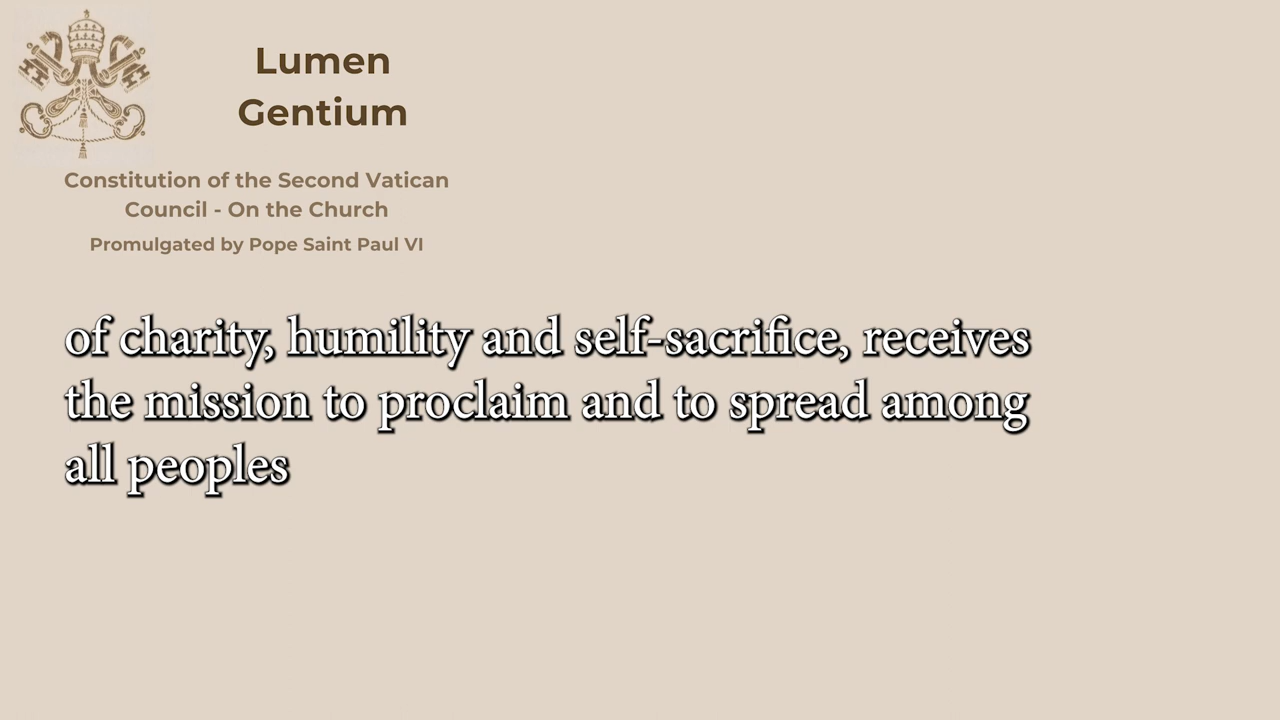 Lumen
Gentium
Constitution of the Second Vatican
Council - On the Church
Promulgated by Pope Saint Paul VI
of charity, humility and self-sacrifice, receives
the mission to proclaim and to spread among
all peoples